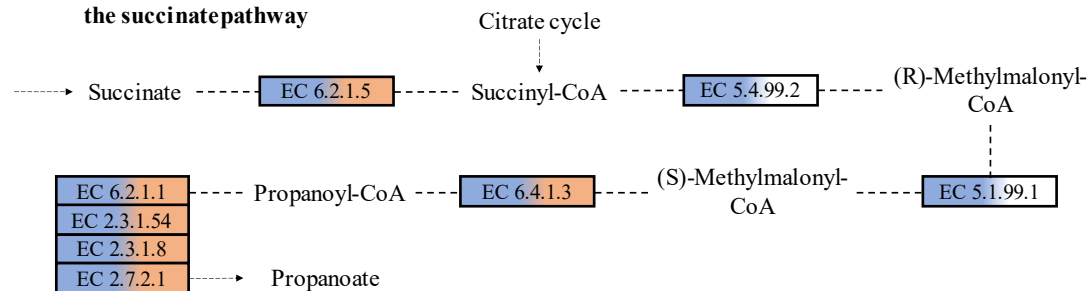 the succinate pathway
Citrate cycle
Succinate
EC 6.2.1.5
Succinyl-CoA
EC 5.4.99.2
(R)-Methylmalonyl-
CoA
EC 6.2.1.1
Propanoyl-CoA
EC 6.4.1.3
(S)-Methylmalonyl-
CoA
EC 5.1.99.1
EC 2.3.1.54
EC 2.3.1.8
EC 2.7.2.1
Propanoate